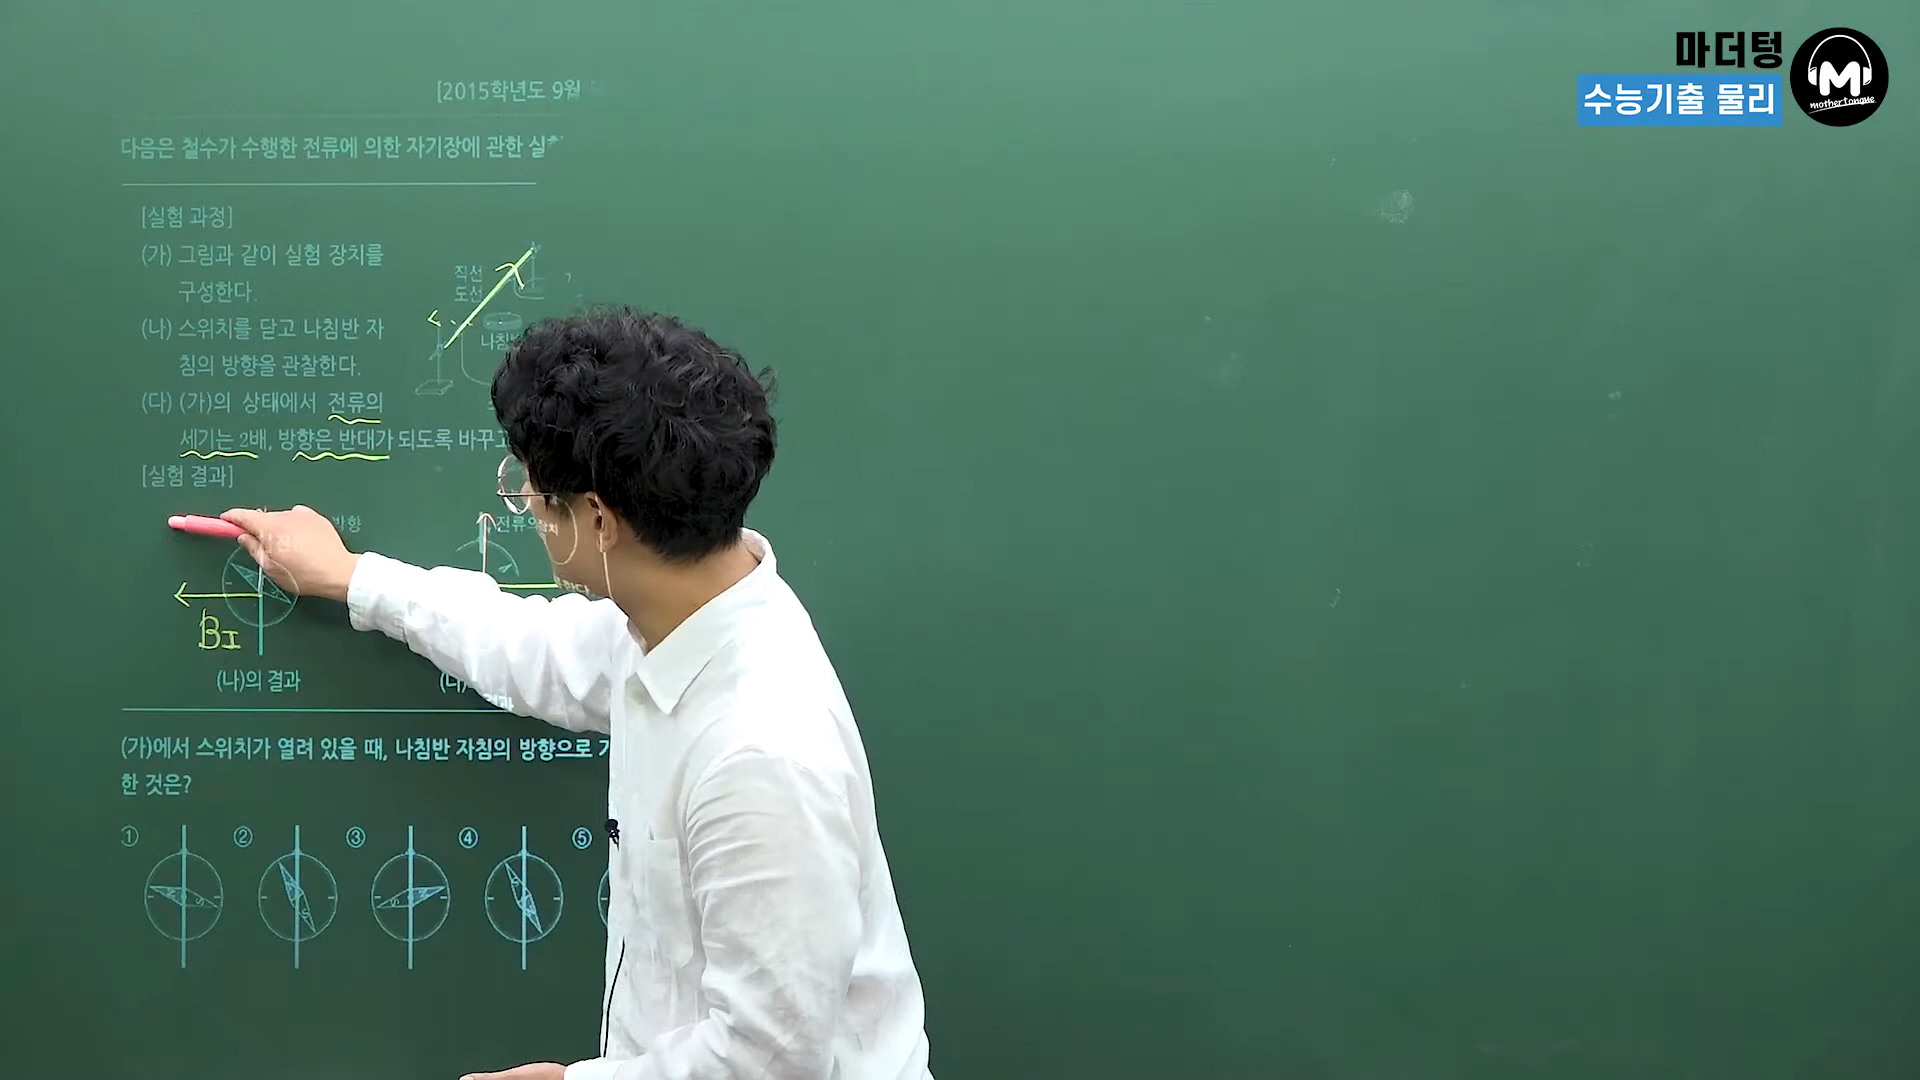 마더텅
수능기출 물리
M
mothertongue
[2015학년도 9월
다음은 철수가 수행한 전류에 의한 자기장에 관한
[실험 과정]
(가) 그림과 같이 실험 장치를
구성한다.
직선
도선
(나) 스위치를 닫고 나침반 자
침의 방향을 관찰한다.
(다) (가)의 상태에서 전류의
세기는 2배, 방향은 반대가 되도록 바꾸고
[실험 결과]
방향
전류의
BI
(나)의 결과
(가)에서 스위치가 열려 있을 때, 나침반 자침의 방향으로
한 것은?
① ② ③ ④ ⑤